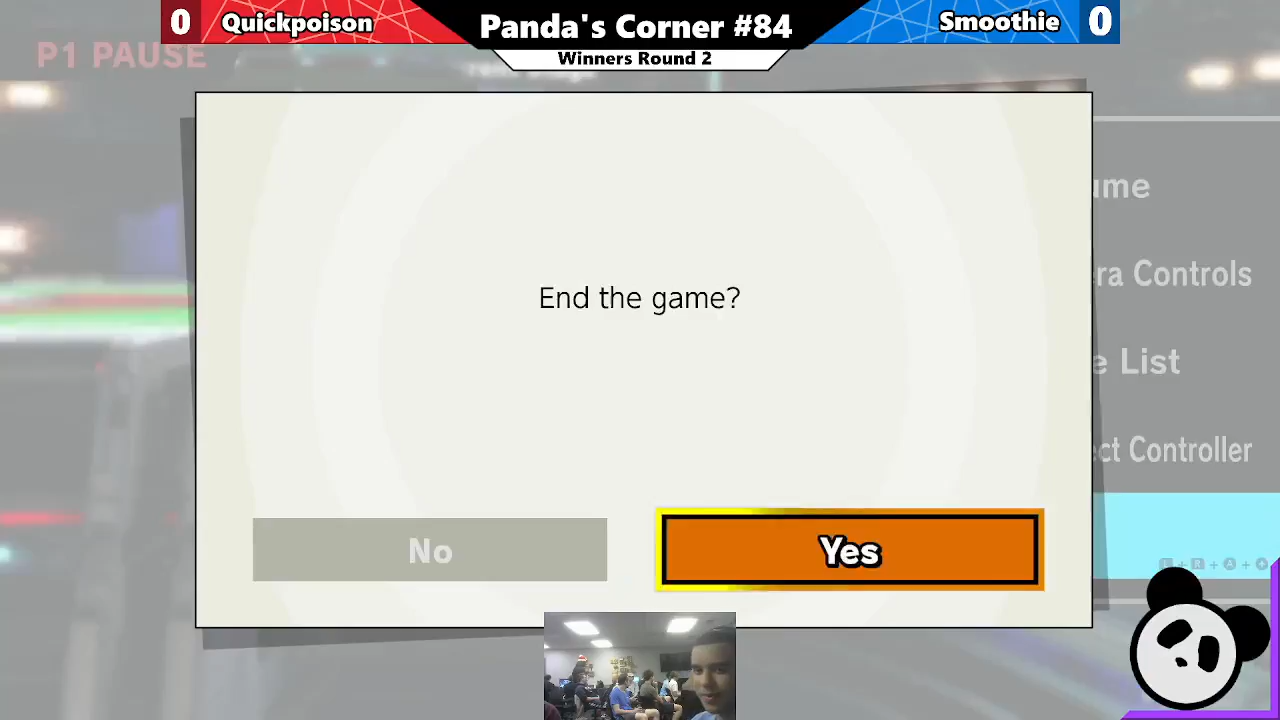 0 Quickpoison Panda's Corner #84 Smoothie 0
Winners Round 2
P1 PAUSE
ume
End the game?
ra Controls
e List
ct Controller
No Yes